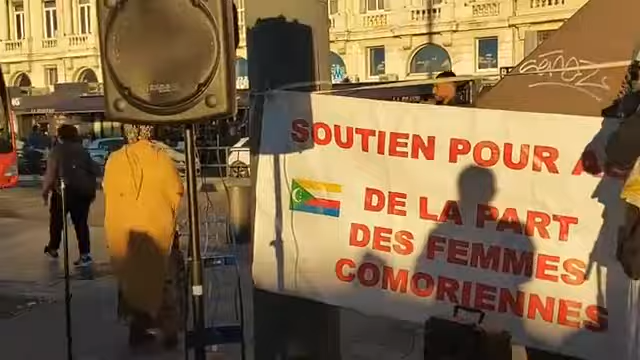 SOUTIEN POUR A
DE LA PART
DES FEMMES
COMORIENNES